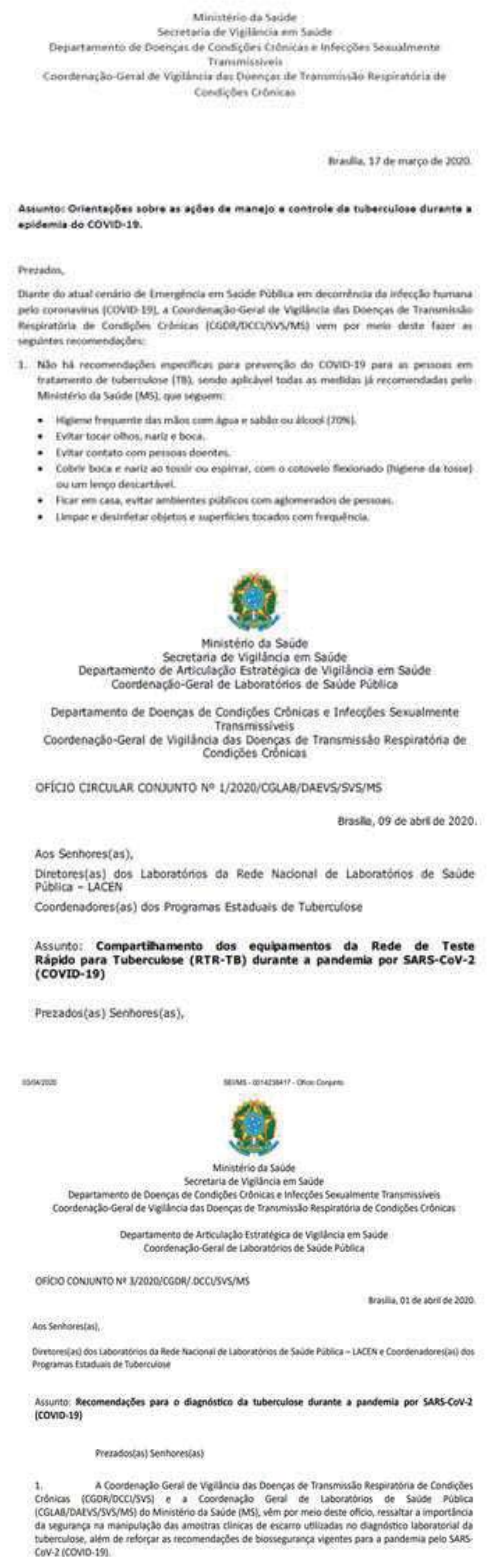 Ministério da Saúde
Secretaria de Vigilância em Saúde
Departamento de Doenças de Condições Crônicas e Infecções Sexualmente
Transmissíveis
Coordenação-Geral de Vigilância das Doenças de Transmissão Respiratória de
Condições Crônicas
Brasília, 17 de março de 2020.
Assunto: Orientações sobre as ações de manejo e controle da tuberculose durante a
epidemia do COVID-19.
Prezados,
Diante do atual cenário de Emergência em Saúde Pública em decorrência da infecção humana
pelo coronavírus (COVID-19), a Coordenação-Geral de Vigilância das Doenças de Transmissão
Respiratória de Condições Crônicas (CGDR/DCCI/SVS/MS) vem por meio deste fazer as
seguintes recomendações:
1. Não há recomendações específicas para prevenção do COVID-19 para as pessoas em
tratamento de tuberculose (TB), sendo aplicável todas as medidas já recomendadas pelo
Ministério da Saúde (MS), que seguem:
• Higiene frequente das mãos com água e sabão ou álcool (70%).
• Evitar tocar olhos, nariz e boca.
• Evitar contato com pessoas doentes.
• Cobrir boca e nariz ao tossir ou espirrar, com o cotovelo flexionado (higiene da tosse)
ou um lenço descartável.
• Ficar em casa, evitar ambientes públicos com aglomerados de pessoas.
• Limpar e desinfetar objetos e superfícies tocados com frequência.
Ministério da Saúde
Secretaria de Vigilância em Saúde
Departamento de Articulação Estratégica de Vigilância em Saúde
Coordenação-Geral de Laboratórios de Saúde Pública
Departamento de Doenças de Condições Crônicas e Infecções Sexualmente
Transmissíveis
Coordenação-Geral de Vigilância das Doenças de Transmissão Respiratória de
Condições Crônicas
OFÍCIO CIRCULAR CONJUNTO Nº 1/2020/CGLAB/DAEVS/SVS/MS
Brasília, 09 de abril de 2020.
Aos Senhores(as),
Diretores(as) dos Laboratórios da Rede Nacional de Laboratórios de Saúde
Pública – LACEN
Coordenadores(as) dos Programas Estaduais de Tuberculose
Assunto: Compartilhamento dos equipamentos da Rede de Teste
Rápido para Tuberculose (RTR-TB) durante a pandemia por SARS-CoV-2
(COVID-19)
Prezados(as) Senhores(as),
03/04/2020 SEI/MS - 0014238417 - Ofício Conjunto
Ministério da Saúde
Secretaria de Vigilância em Saúde
Departamento de Doenças de Condições Crônicas e Infecções Sexualmente Transmissíveis
Coordenação-Geral de Vigilância das Doenças de Transmissão Respiratória de Condições Crônicas
Departamento de Articulação Estratégica de Vigilância em Saúde
Coordenação-Geral de Laboratórios de Saúde Pública
OFÍCIO CONJUNTO Nº 3/2020/CGDR/.DCCI/SVS/MS
Brasília, 01 de abril de 2020.
Aos Senhores(as),
Diretores(as) dos Laboratórios da Rede Nacional de Laboratórios de Saúde Pública – LACEN e Coordenadores(as) dos
Programas Estaduais de Tuberculose
Assunto: Recomendações para o diagnóstico da tuberculose durante a pandemia por SARS-CoV-2
(COVID-19)
Prezados(as) Senhores(as)
1. A Coordenação Geral de Vigilância das Doenças de Transmissão Respiratória de Condições
Crônicas (CGDR/DCCI/SVS) e a Coordenação Geral de Laboratórios de Saúde Pública
(CGLAB/DAEVS/SVS/MS) do Ministério da Saúde (MS), vêm por meio deste ofício, ressaltar a importância
da segurança na manipulação das amostras clínicas de escarro utilizadas no diagnóstico laboratorial da
tuberculose, além de reforçar as recomendações de biossegurança vigentes para a pandemia pelo SARS-
CoV-2 (COVID-19).